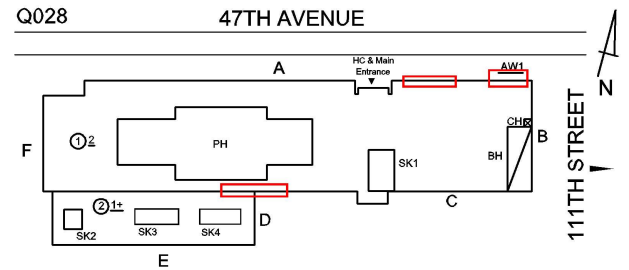 Q028
47TH AVENUE
HC & Main
Entrance
A
AW1
N
F
1 2
PH
SK1
CH
B
BH
111TH STREET
C
2 1+
D
SK2
SK3
SK4
E